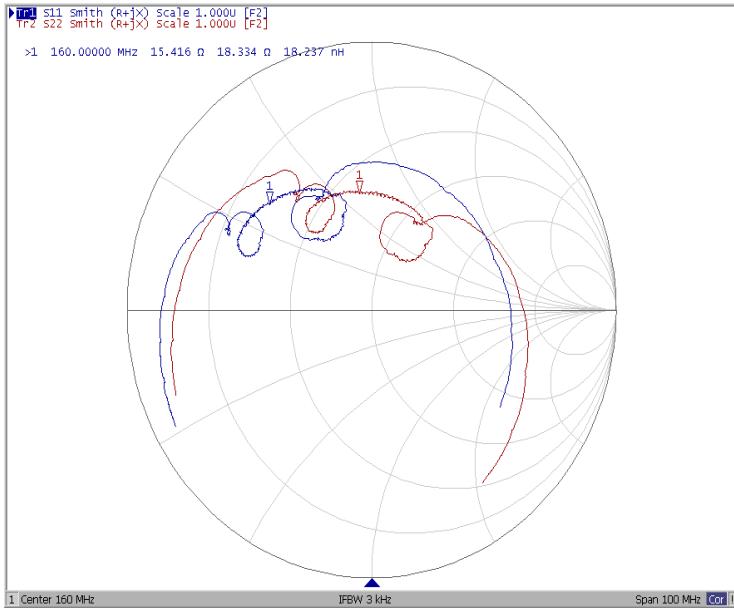 Tr1 S11 Smith (R+jX) Scale 1.000U [F2]
Tr2 S22 Smith (R+jX) Scale 1.000U [F2]
>1 160.00000 MHz 15.416 Ω 18.334 Ω 18.237 nH
1 1
1 Center 160 MHz IFBW 3 kHz Span 100 MHz Cor